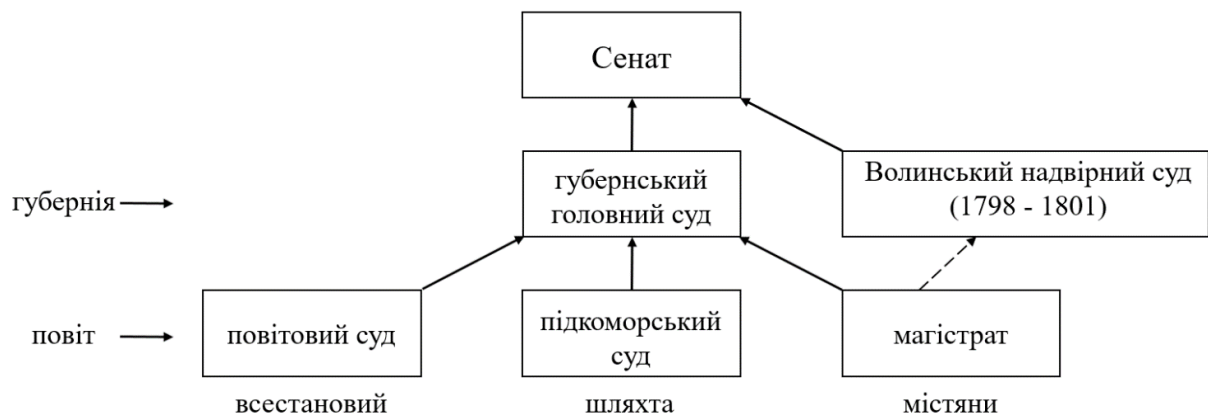 Сенат
губернія
губернський
головний суд
Волинський надвірний суд
(1798 - 1801)
повіт
повітовий суд
підкоморський
суд
магістрат
всестановий
шляхта
містяни